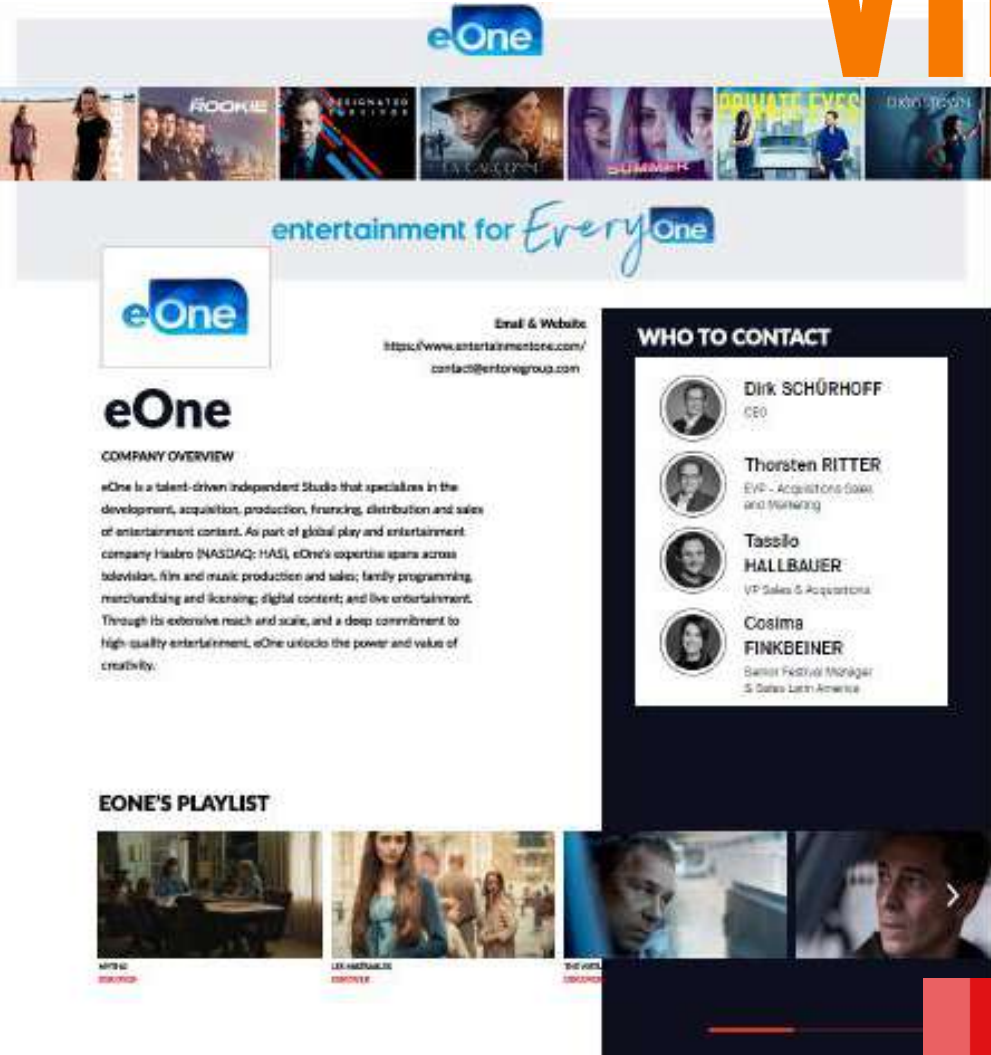 eOne
THE ROOKIE
DESIGNATED
SURVIVOR
SUMMER
PRIVATE EYES
DIGGSTOWN
entertainment for EveryOne
eOne
Email & Website
https://www.entertainmentone.com/
contact@entonegroup.com
eOne
COMPANY OVERVIEW
eOne is a talent-driven independent Studio that specializes in the
development, acquisition, production, financing, distribution and sales
of entertainment content. As part of global play and entertainment
company Hasbro (NASDAQ: HAS), eOne's expertise spans across
television, film and music production and sales; family programming,
merchandising and licensing; digital content; and live entertainment.
Through its extensive reach and scale, and a deep commitment to
high-quality entertainment, eOne unlocks the power and value of
creativity.
WHO TO CONTACT
Dirk SCHÜRHOFF
CEO
Thorsten RITTER
EVP - Acquisitions Sales
and Marketing
Tassilo
HALLBAUER
VP Sales & Acquisitions
Cosima
FINKBEINER
Senior Festival Manager
& Sales Latin America
EONE'S PLAYLIST
DISCOVER
LES MISÉRABLES
DISCOVER
THE
DISCOVER